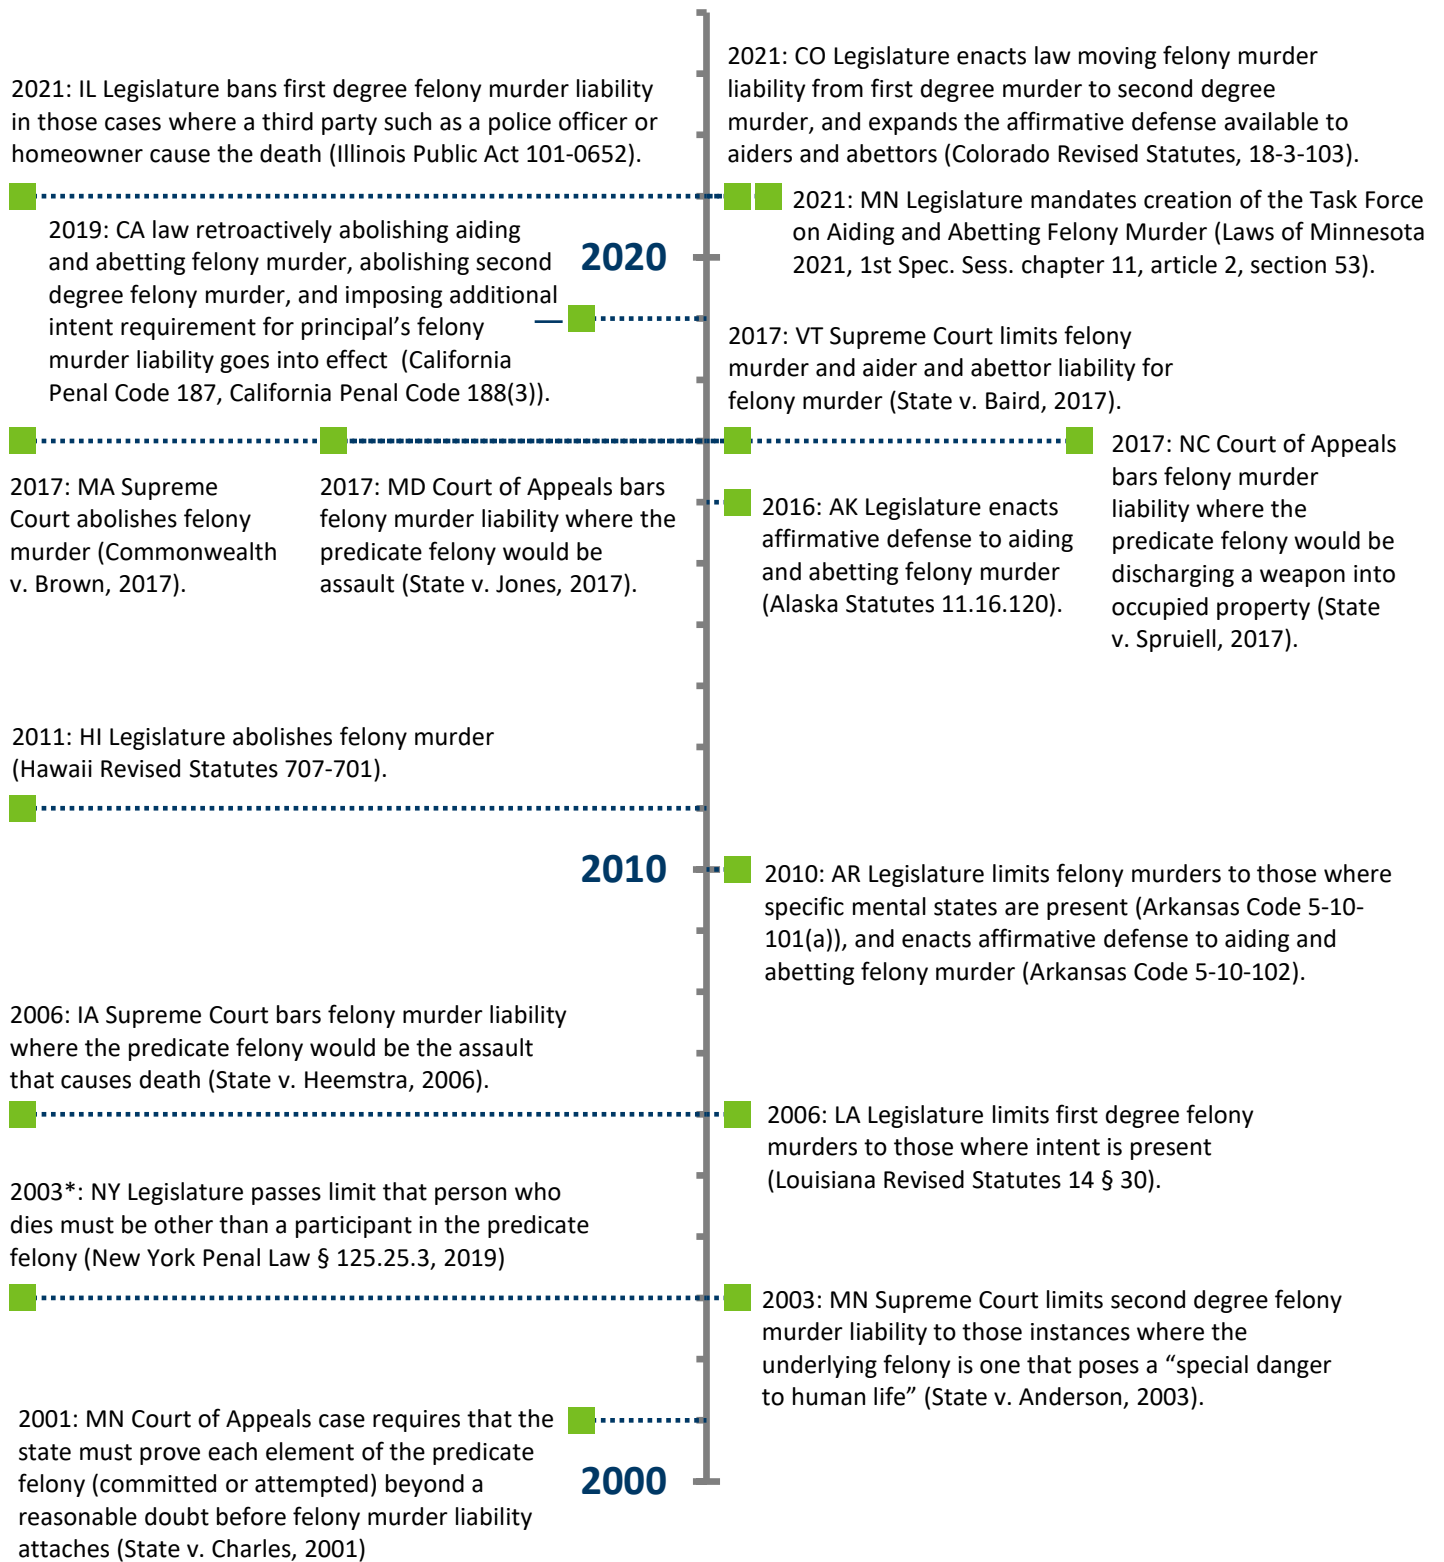 2021: CO Legislature enacts law moving felony murder
liability from first degree murder to second degree
murder, and expands the affirmative defense available to
aiders and abettors (Colorado Revised Statutes, 18-3-103).
2021: IL Legislature bans first degree felony murder liability
in those cases where a third party such as a police officer or
homeowner cause the death (Illinois Public Act 101-0652).
2021: MN Legislature mandates creation of the Task Force
on Aiding and Abetting Felony Murder (Laws of Minnesota
2021, 1st Spec. Sess. chapter 11, article 2, section 53).
2019: CA law retroactively abolishing aiding
and abetting felony murder, abolishing second
degree felony murder, and imposing additional
intent requirement for principal’s felony
murder liability goes into effect (California
Penal Code 187, California Penal Code 188(3)).
2020
2017: VT Supreme Court limits felony
murder and aider and abettor liability for
felony murder (State v. Baird, 2017).
2017: MA Supreme
Court abolishes felony
murder (Commonwealth
v. Brown, 2017).
2017: MD Court of Appeals bars
felony murder liability where the
predicate felony would be
assault (State v. Jones, 2017).
2016: AK Legislature enacts
affirmative defense to aiding
and abetting felony murder
(Alaska Statutes 11.16.120).
2017: NC Court of Appeals
bars felony murder
liability where the
predicate felony would be
discharging a weapon into
occupied property (State
v. Spruiell, 2017).
2011: HI Legislature abolishes felony murder
(Hawaii Revised Statutes 707-701).
2010
2010: AR Legislature limits felony murders to those where
specific mental states are present (Arkansas Code 5-10-
101(a)), and enacts affirmative defense to aiding and
abetting felony murder (Arkansas Code 5-10-102).
2006: IA Supreme Court bars felony murder liability
where the predicate felony would be the assault
that causes death (State v. Heemstra, 2006).
2006: LA Legislature limits first degree felony
murders to those where intent is present
(Louisiana Revised Statutes 14 § 30).
2003*: NY Legislature passes limit that person who
dies must be other than a participant in the predicate
felony (New York Penal Law § 125.25.3, 2019)
2003: MN Supreme Court limits second degree felony
murder liability to those instances where the
underlying felony is one that poses a “special danger
to human life” (State v. Anderson, 2003).
2001: MN Court of Appeals case requires that the
state must prove each element of the predicate
felony (committed or attempted) beyond a
reasonable doubt before felony murder liability
attaches (State v. Charles, 2001)
2000